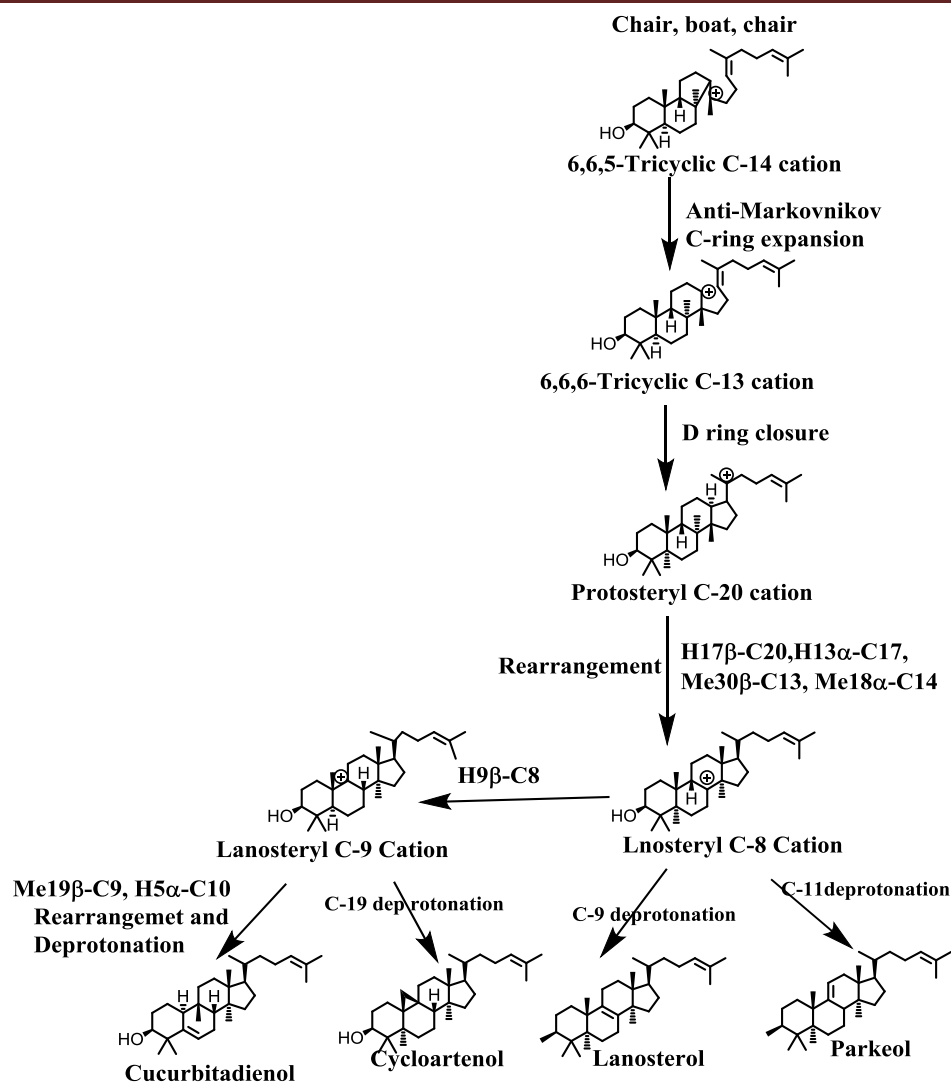 Chair, boat, chair
HO
H
H
6,6,5-Tricyclic C-14 cation
Anti-Markovnikov
C-ring expansion
HO
H
H
6,6,6-Tricyclic C-13 cation
D ring closure
H
H
HO
Protosteryl C-20 cation
Rearrangement
H17β-C20,H13α-C17,
Me30β-C13, Me18α-C14
H
HO
H
Lanosteryl C-9 Cation
H9β-C8
H
HO
Lnosteryl C-8 Cation
Me19β-C9, H5α-C10
Rearrangemet and
Deprotonation
C-19 deprotonation
C-9 deprotonation
C-11deprotonation
H
H
HO
Cucurbitadienol
H
HO
Cycloartenol
HO
Lanosterol
Parkeol